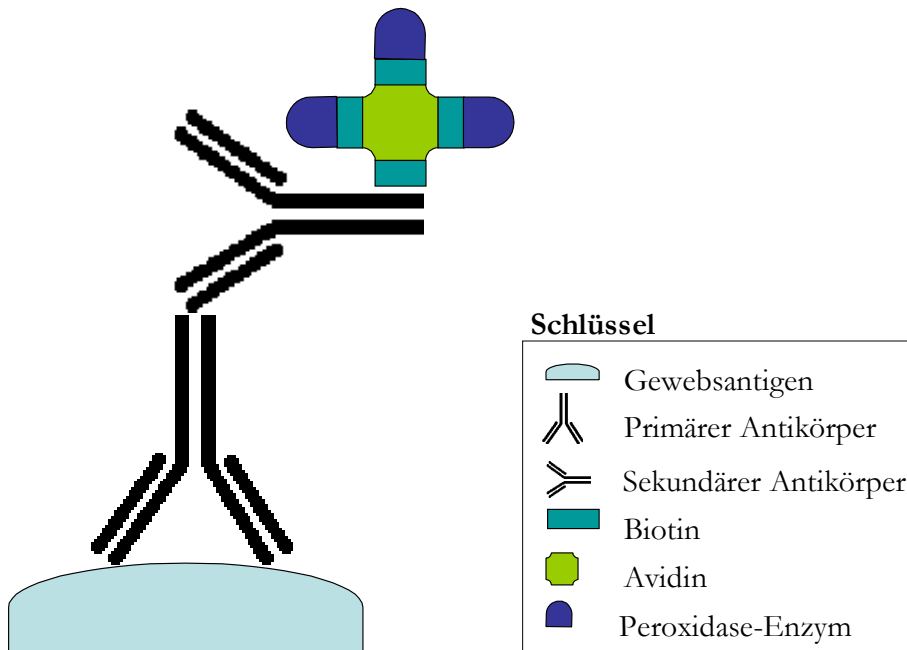 Schlüssel
Gewebsantigen
Primärer Antikörper
Sekundärer Antikörper
Biotin
Avidin
Peroxidase-Enzym